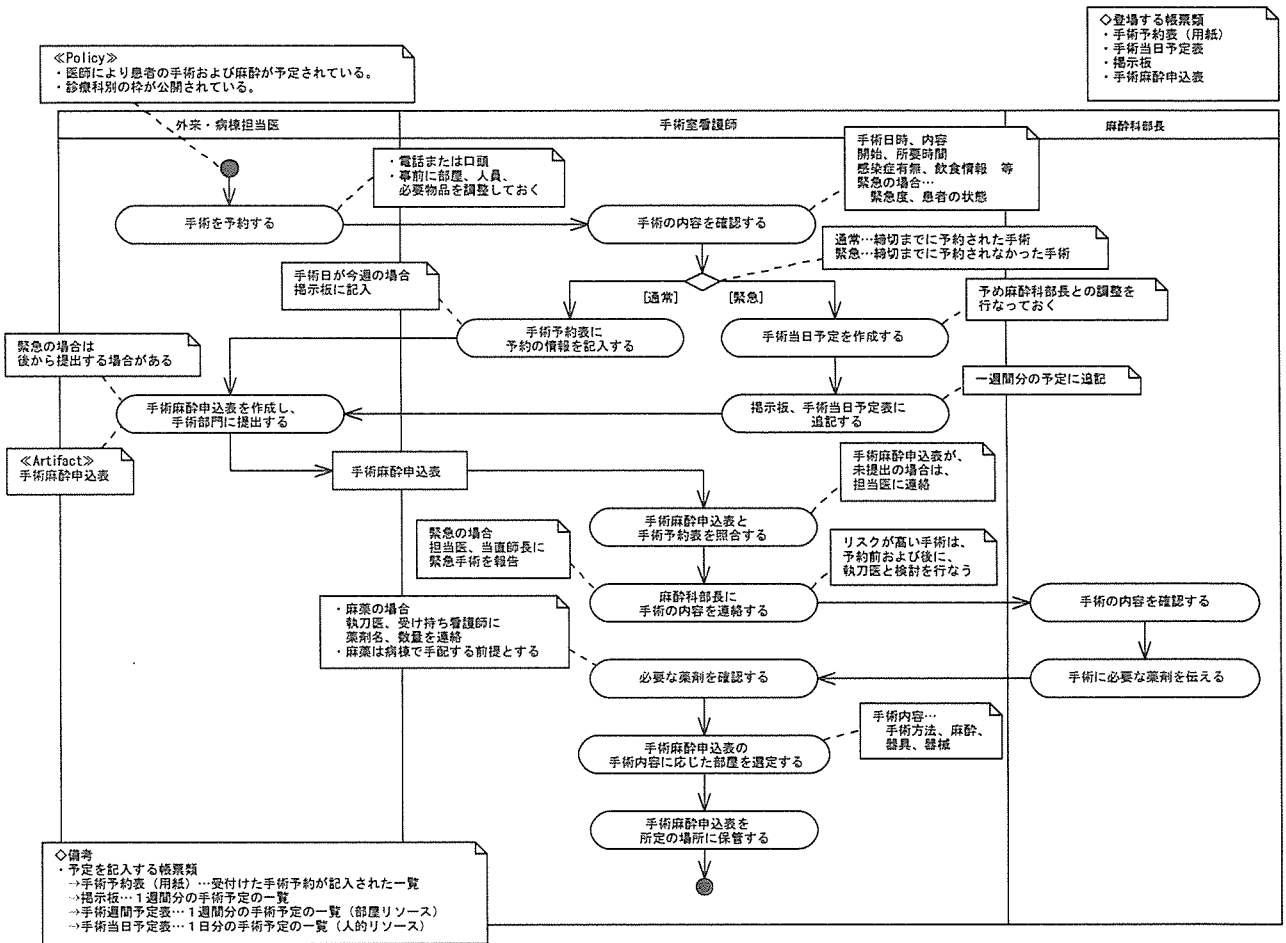 ◇登場する帳票類
・手術予約表（用紙）
・手術当日予定表
・掲示板
・手術麻酔申込表
≪Policy≫
・医師により患者の手術および麻酔が予定されている。
・診療科別の枠が公開されている。
外来・病棟担当医
手術室看護師
麻酔科部長
・電話または口頭
・事前に部屋、人員、
必要物品を調整しておく
手術日時、内容
開始、所要時間
感染症有無、飲食情報　等
緊急の場合…
緊急度、患者の状態
手術を予約する
手術の内容を確認する
通常…締切までに予約された手術
緊急…締切までに予約されなかった手術
手術日が今週の場合
掲示板に記入
[通常]
[緊急]
予め麻酔科部長との調整を
行なっておく
手術予約表に
予約の情報を記入する
手術当日予定を作成する
緊急の場合は
後から提出する場合がある
一週間分の予定に追記
手術麻酔申込表を作成し、
手術部門に提出する
掲示板、手術当日予定表に
追記する
≪Artifact≫
手術麻酔申込表
手術麻酔申込表
手術麻酔申込表が、
未提出の場合は、
担当医に連絡
手術麻酔申込表と
手術予約表を照合する
緊急の場合
担当医、当直師長に
緊急手術を報告
リスクが高い手術は、
予約前および後に、
執刀医と検討を行なう
麻酔科部長に
手術の内容を連絡する
手術の内容を確認する
・麻薬の場合
執刀医、受け持ち看護師に
薬剤名、数量を連絡
・麻薬は病棟で手配する前提とする
必要な薬剤を確認する
手術に必要な薬剤を伝える
手術内容…
手術方法、麻酔、
器具、器械
手術麻酔申込表の
手術内容に応じた部屋を選定する
手術麻酔申込表を
所定の場所に保管する
◇備考
・予定を記入する帳票類
→手術予約表（用紙）…受付けた手術予約が記入された一覧
→掲示板…１週間分の手術予定の一覧
→手術週間予定表…１週間分の手術予定の一覧（部屋リソース）
→手術当日予定表…１日分の手術予定の一覧（人的リソース）